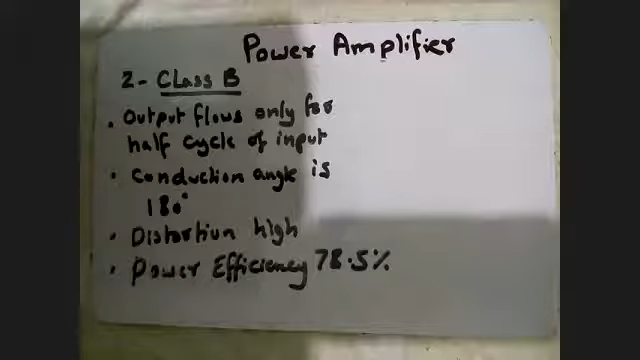 Power Amplifier
2- Class B
• Output flows only for
half cycle of input
• Conduction angle is
180°
• Distortion high
• Power Efficiency 78.5%